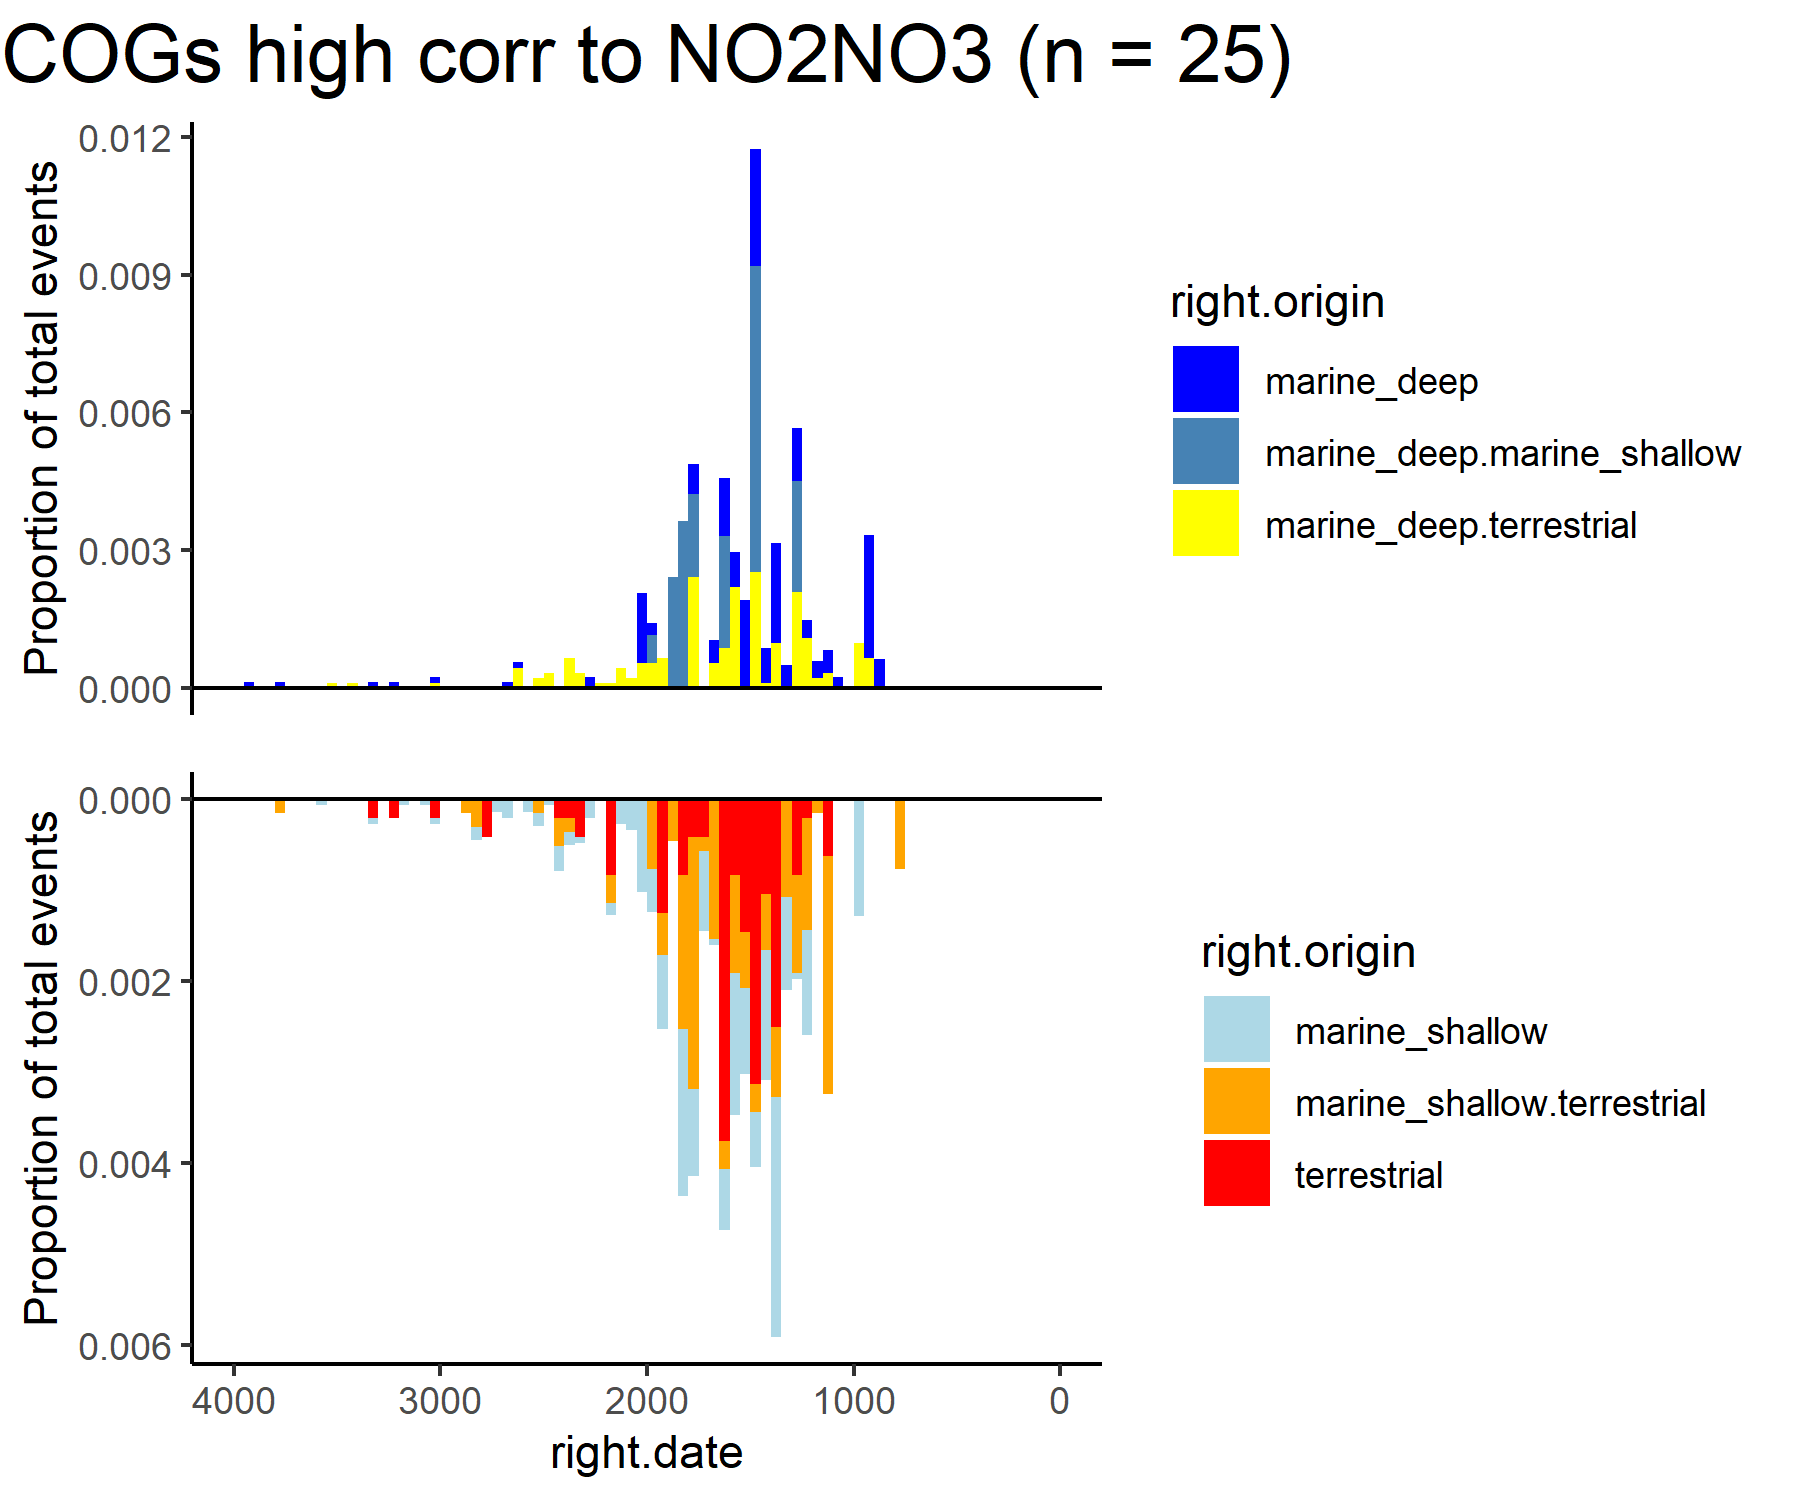 COGs high corr to NO2NO3 (n = 25)
Proportion of total events
0.012
0.009
0.006
0.003
0.000
right.origin
marine_deep
marine_deep.marine_shallow
marine_deep.terrestrial
Proportion of total events
0.000
0.002
0.004
0.006
4000 3000 2000 1000 0
right.date
right.origin
marine_shallow
marine_shallow.terrestrial
terrestrial